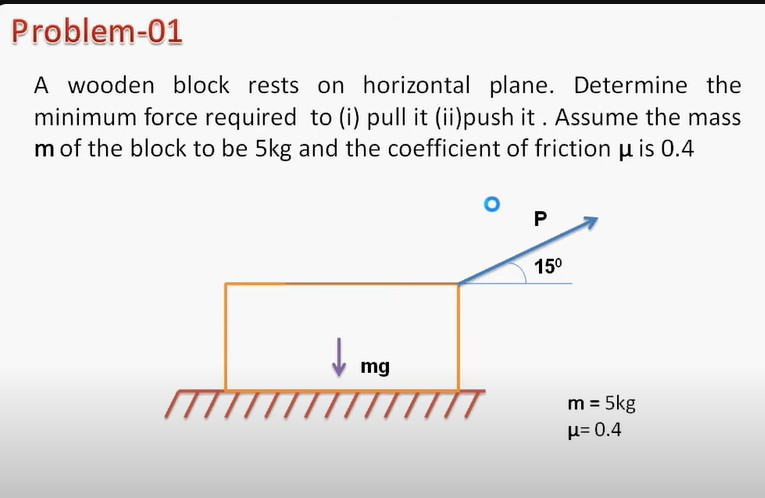 Problem-01
A wooden block rests on horizontal plane. Determine the
minimum force required to (i) pull it (ii)push it . Assume the mass
m of the block to be 5kg and the coefficient of friction μ is 0.4
P
15⁰
mg
m = 5kg
μ= 0.4